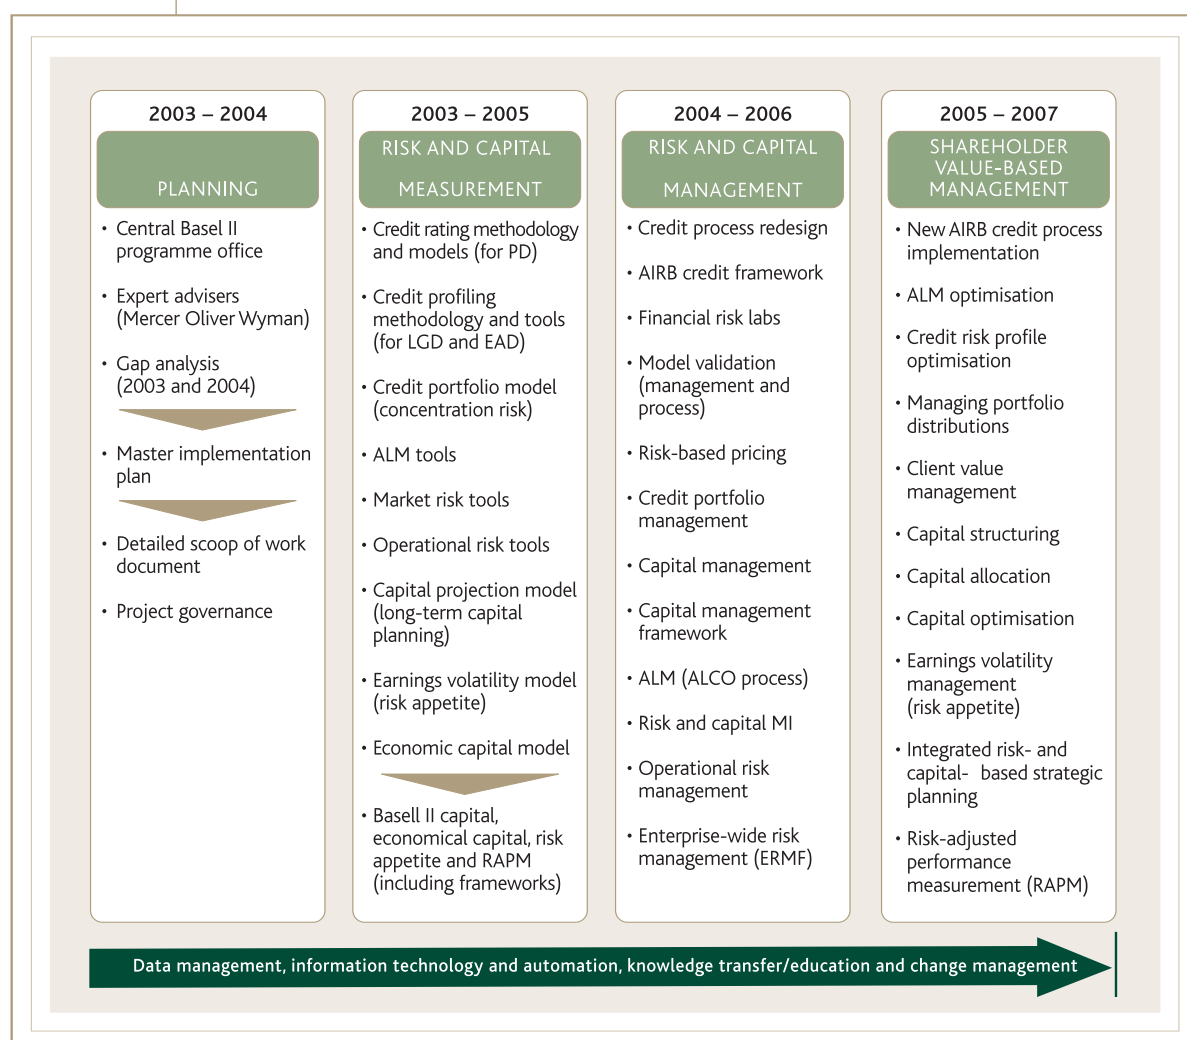 2003 – 2004
PLANNING
• Central Basel II
programme office
• Expert advisers
(Mercer Oliver Wyman)
• Gap analysis
(2003 and 2004)
• Master implementation
plan
• Detailed scoop of work
document
• Project governance
2003 – 2005
RISK AND CAPITAL
MEASUREMENT
• Credit rating methodology
and models (for PD)
• Credit profiling
methodology and tools
(for LGD and EAD)
• Credit portfolio model
(concentration risk)
• ALM tools
• Market risk tools
• Operational risk tools
• Capital projection model
(long-term capital
planning)
• Earnings volatility model
(risk appetite)
• Economic capital model
• Basell II capital,
economical capital, risk
appetite and RAPM
(including frameworks)
2004 – 2006
RISK AND CAPITAL
MANAGEMENT
• Credit process redesign
• AIRB credit framework
• Financial risk labs
• Model validation
(management and
process)
• Risk-based pricing
• Credit portfolio
management
• Capital management
• Capital management
framework
• ALM (ALCO process)
• Risk and capital MI
• Operational risk
management
• Enterprise-wide risk
management (ERMF)
2005 – 2007
SHAREHOLDER
VALUE-BASED
MANAGEMENT
• New AIRB credit process
implementation
• ALM optimisation
• Credit risk profile
optimisation
• Managing portfolio
distributions
• Client value
management
• Capital structuring
• Capital allocation
• Capital optimisation
• Earnings volatility
management
(risk appetite)
• Integrated risk- and
capital- based strategic
planning
• Risk-adjusted
performance
measurement (RAPM)
Data management, information technology and automation, knowledge transfer/education and change management